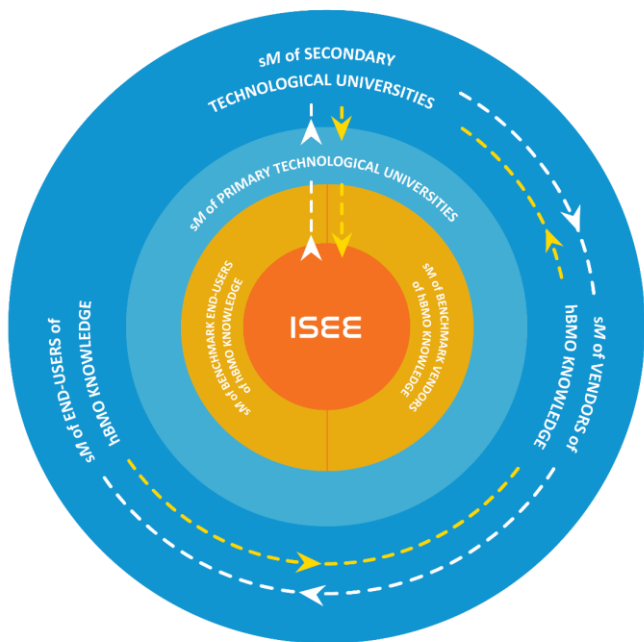 sM of SECONDARY
TECHNOLOGICAL UNIVERSITIES
sM of PRIMARY TECHNOLOGICAL UNIVERSITIES
sM of BENCHMARK END-USERS
of hBMO KNOWLEDGE
ISEE
sM of BENCHMARK VENDORS
of hBMO KNOWLEDGE
sM of END-USERS of
hBMO KNOWLEDGE
sM of VENDORS of
hBMO KNOWLEDGE